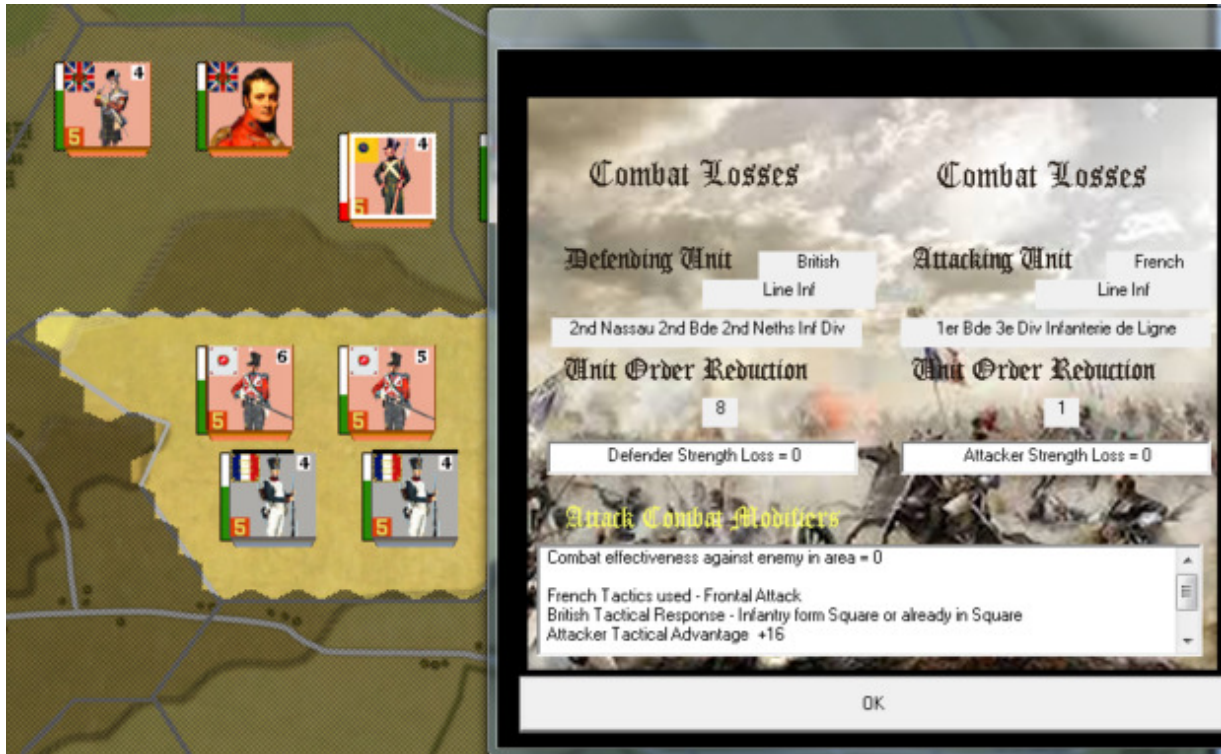 4
5
4
5
6
5
5
5
4
5
4
5
Combat Losses
Combat Losses
Defending Unit British
Attacking Unit French
Line Inf
Line Inf
2nd Nassau 2nd Bde 2nd Neths Inf Div
1er Bde 3e Div Infanterie de Ligne
Unit Order Reduction
Unit Order Reduction
8
1
Defender Strength Loss = 0
Attacker Strength Loss = 0
Attack Combat Modifiers
Combat effectiveness against enemy in area = 0
French Tactics used - Frontal Attack
British Tactical Response - Infantry form Square or already in Square
Attacker Tactical Advantage +16
OK